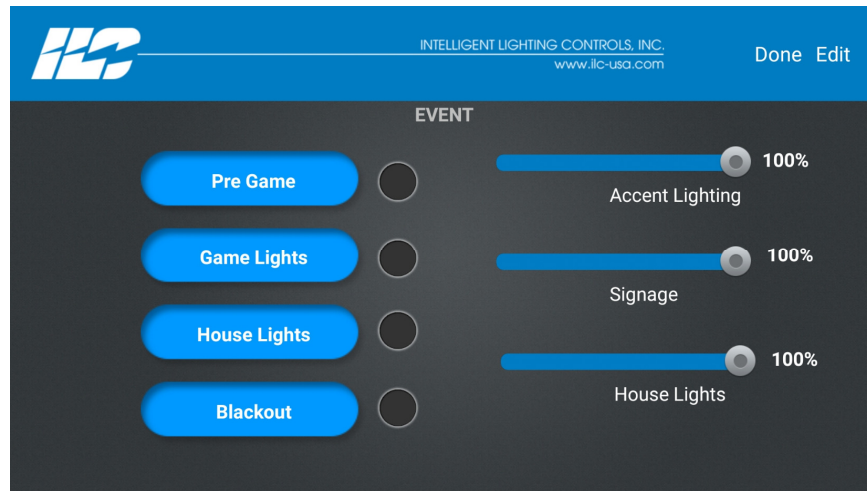 ILC
INTELLIGENT LIGHTING CONTROLS, INC.
www.ilc-usa.com
Done Edit
EVENT
Pre Game
Game Lights
House Lights
Blackout
100%
Accent Lighting
100%
Signage
100%
House Lights